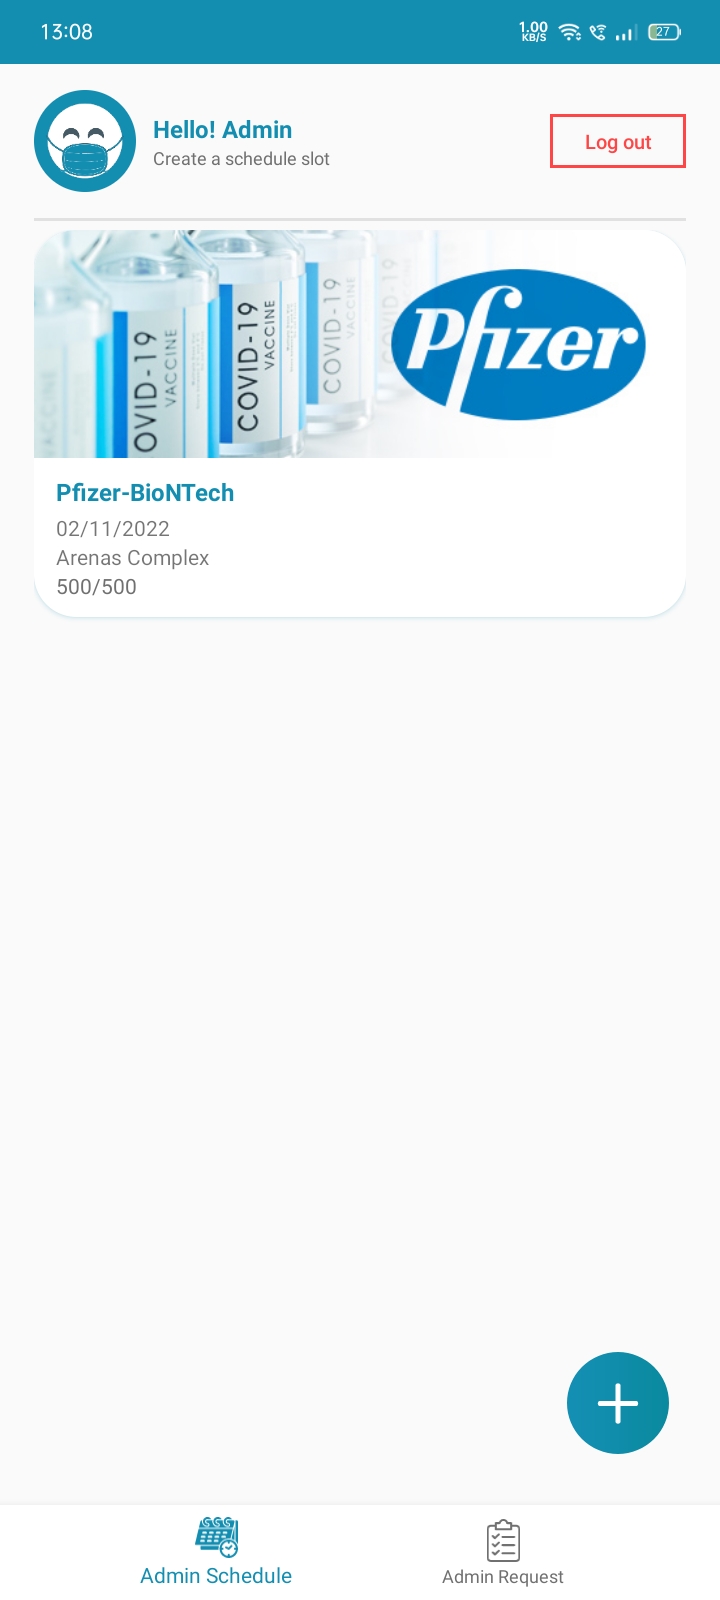 13:08
1.00
KB/S
27
Hello! Admin
Create a schedule slot
Log out
OVID-19
VACCINE
COVID-19
VACCINE
COVID-19
VACCINE
COVID-19
VACCINE
Pfizer
Pfizer-BioNTech
02/11/2022
Arenas Complex
500/500
Admin Schedule
Admin Request